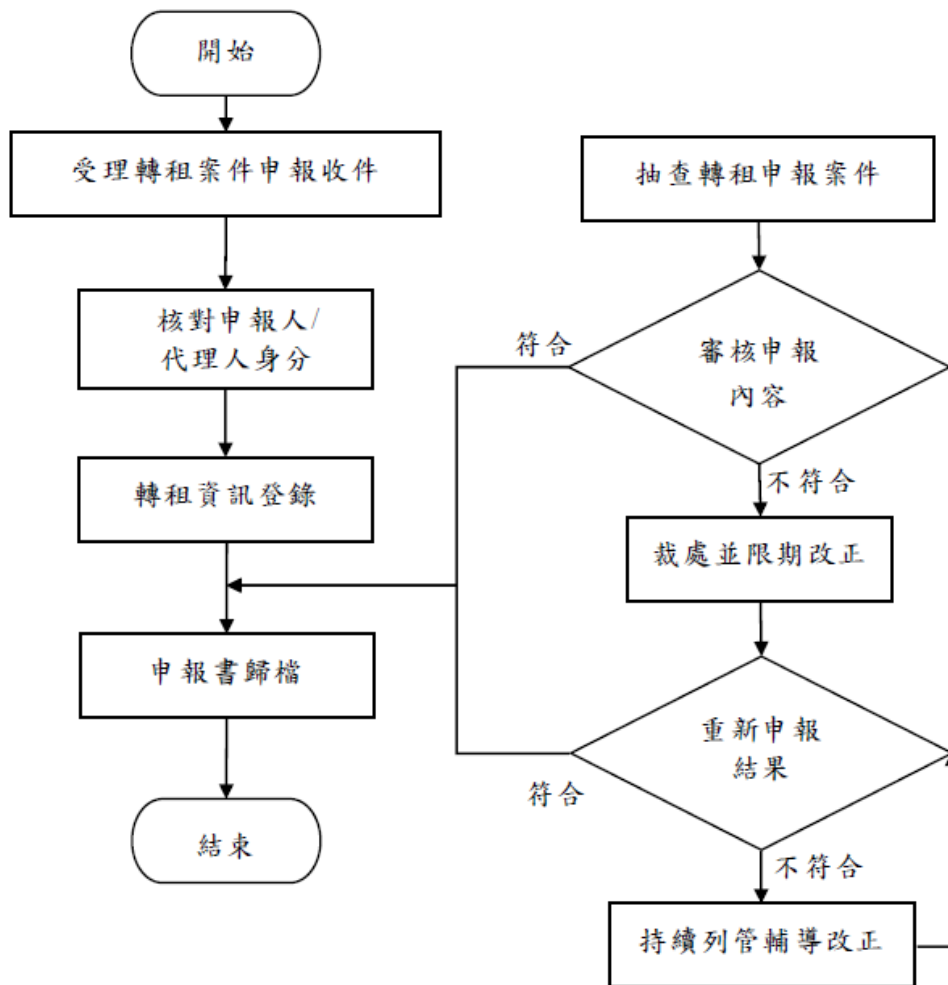 開始
受理轉租案件申報收件
核對申報人/
代理人身分
轉租資訊登錄
申報書歸檔
結束
抽查轉租申報案件
審核申報
內容
符合
不符合
裁處並限期改正
重新申報
結果
符合
不符合
持續列管輔導改正